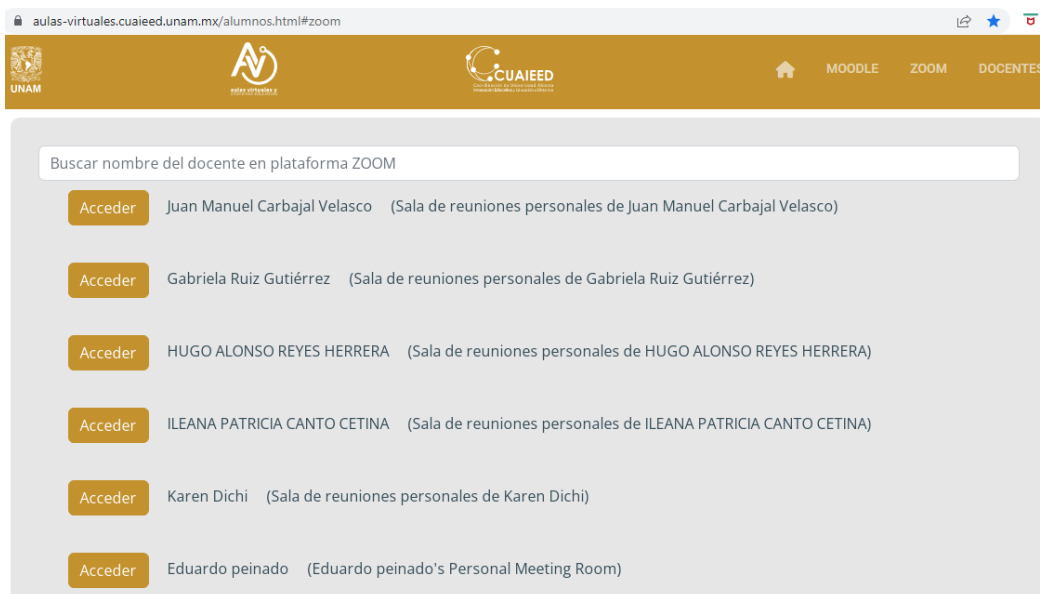 aulas-virtuales.cuaieed.unam.mx/alumnos.html#zoom
UNAM
aulas virtuales y
CUAIEED
MOODLE ZOOM DOCENTES
Buscar nombre del docente en plataforma ZOOM
Acceder Juan Manuel Carbajal Velasco (Sala de reuniones personales de Juan Manuel Carbajal Velasco)
Acceder Gabriela Ruiz Gutiérrez (Sala de reuniones personales de Gabriela Ruiz Gutiérrez)
Acceder HUGO ALONSO REYES HERRERA (Sala de reuniones personales de HUGO ALONSO REYES HERRERA)
Acceder ILEANA PATRICIA CANTO CETINA (Sala de reuniones personales de ILEANA PATRICIA CANTO CETINA)
Acceder Karen Dichi (Sala de reuniones personales de Karen Dichi)
Acceder Eduardo peinado (Eduardo peinado's Personal Meeting Room)